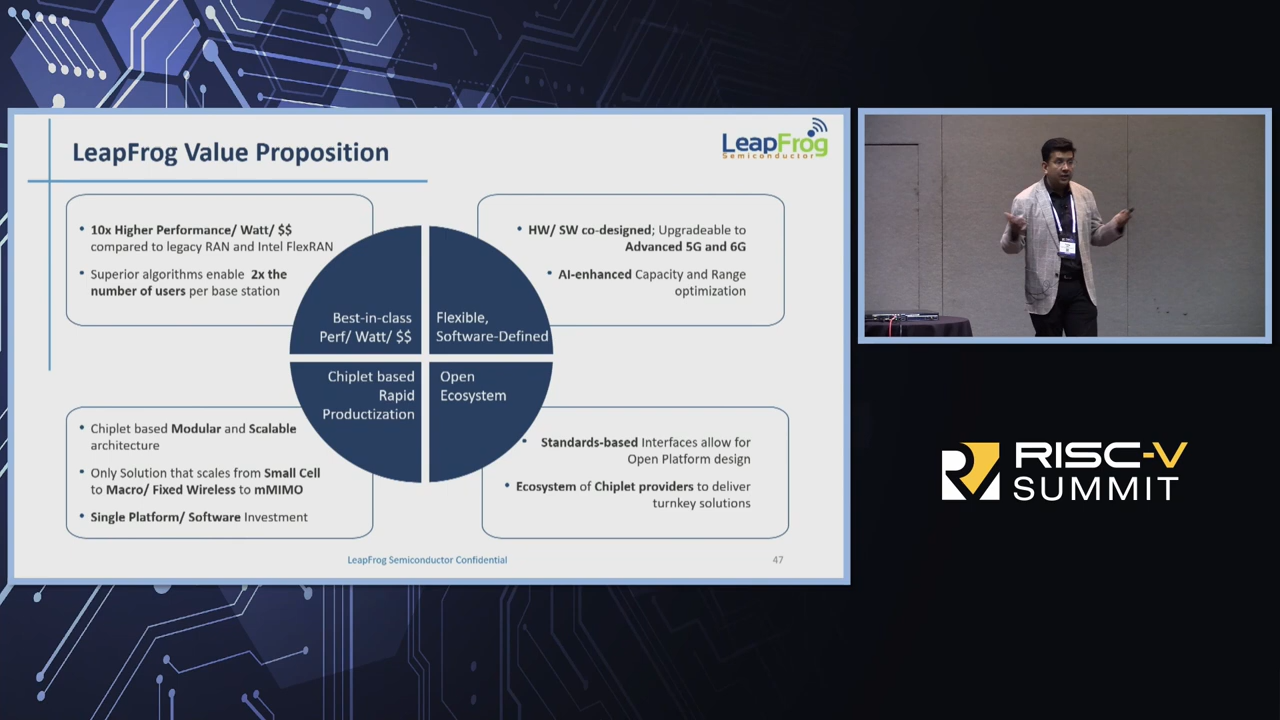 LeapFrog Value Proposition
LeapFrog
Semiconductor
• 10x Higher Performance/ Watt/ $$
compared to legacy RAN and Intel FlexRAN
• Superior algorithms enable 2x the
number of users per base station
• HW/ SW co-designed; Upgradeable to
Advanced 5G and 6G
• AI-enhanced Capacity and Range
optimization
Best-in-class
Perf/ Watt/ $$
Flexible,
Software-Defined
Chiplet based
Rapid
Productization
Open
Ecosystem
• Chiplet based Modular and Scalable
architecture
• Only Solution that scales from Small Cell
to Macro/ Fixed Wireless to mMIMO
• Single Platform/ Software Investment
• Standards-based Interfaces allow for
Open Platform design
• Ecosystem of Chiplet providers to deliver
turnkey solutions
LeapFrog Semiconductor Confidential
47
RISC-V
SUMMIT